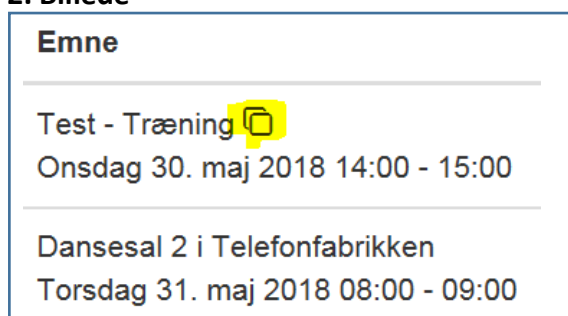 Emne
Test - Træning
Onsdag 30. maj 2018 14:00 - 15:00
Dansesal 2 i Telefonfabrikken
Torsdag 31. maj 2018 08:00 - 09:00